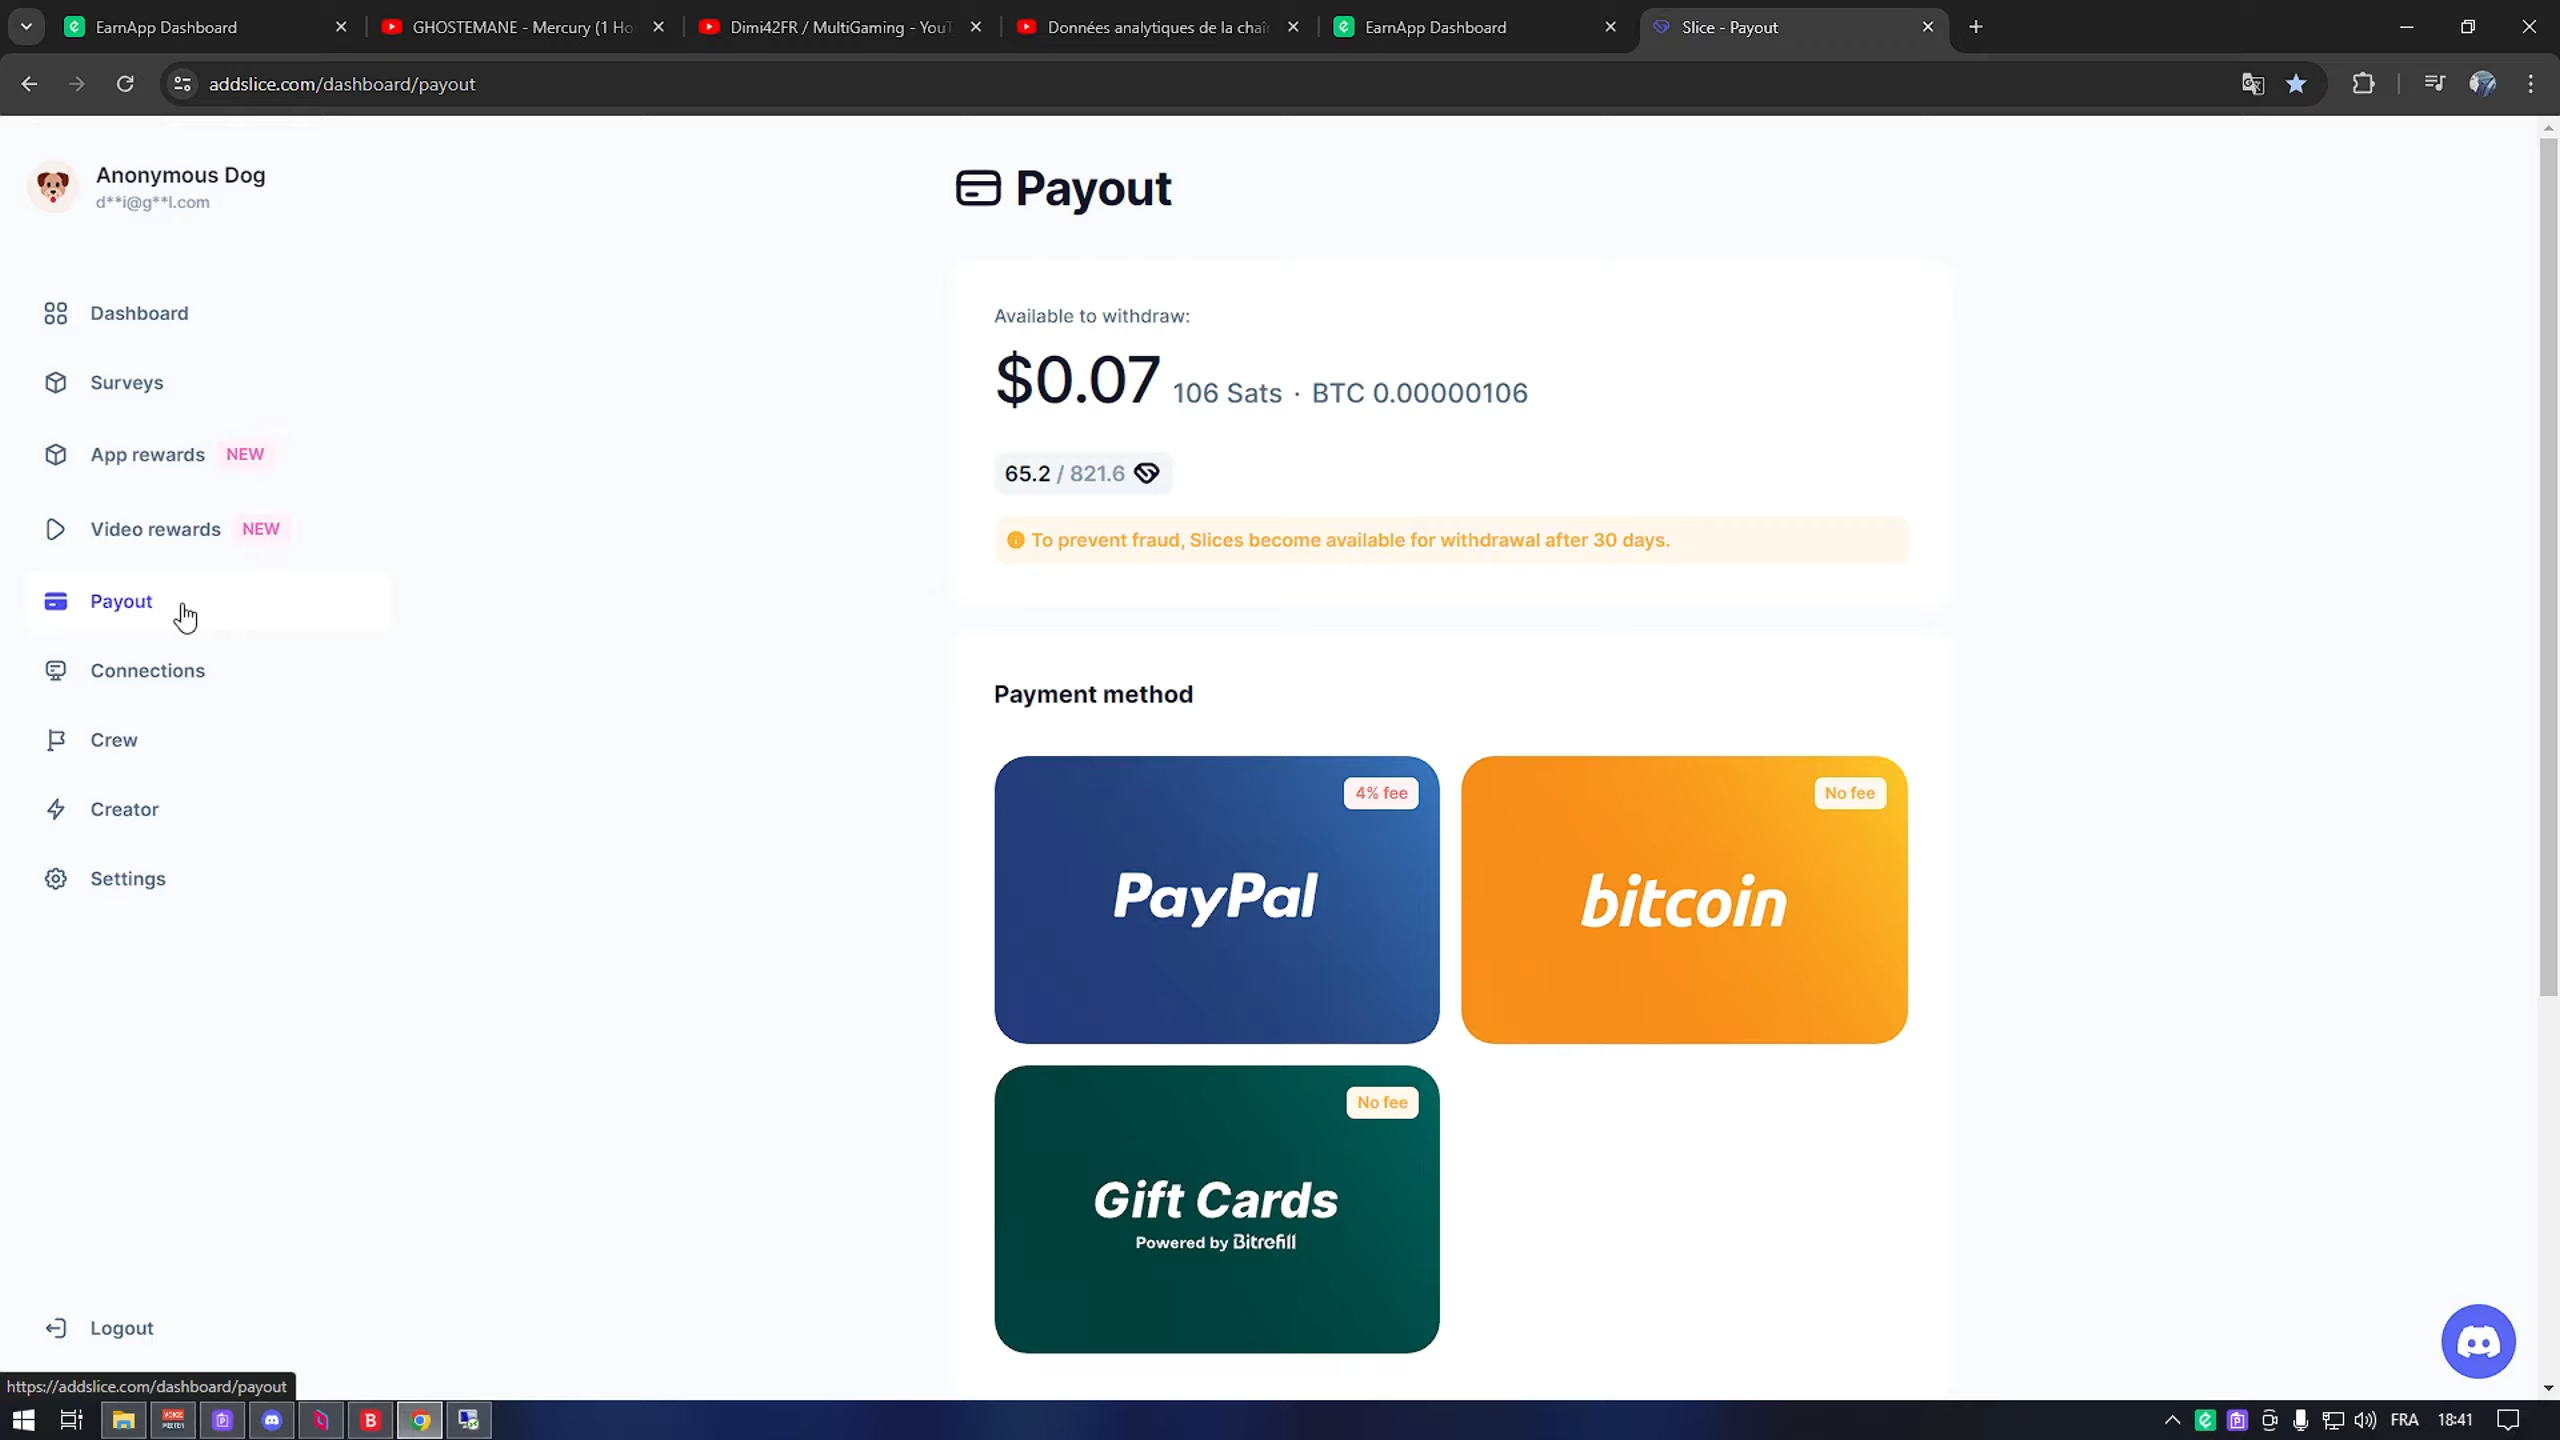 EarnApp Dashboard
GHOSTEMANE - Mercury (1 Ho
Dimi42FR / MultiGaming - YouT
Données analytiques de la chaîn
EarnApp Dashboard
Slice - Payout
addslice.com/dashboard/payout
Anonymous Dog
d**i@g**l.com
Dashboard
Surveys
App rewards NEW
Video rewards NEW
Payout
Connections
Crew
Creator
Settings
Logout
https://addslice.com/dashboard/payout
Payout
Available to withdraw:
$0.07 106 Sats · BTC 0.00000106
65.2 / 821.6
To prevent fraud, Slices become available for withdrawal after 30 days.
Payment method
4% fee
PayPal
No fee
bitcoin
No fee
Gift Cards
Powered by Bitrefill
FRA
18:41